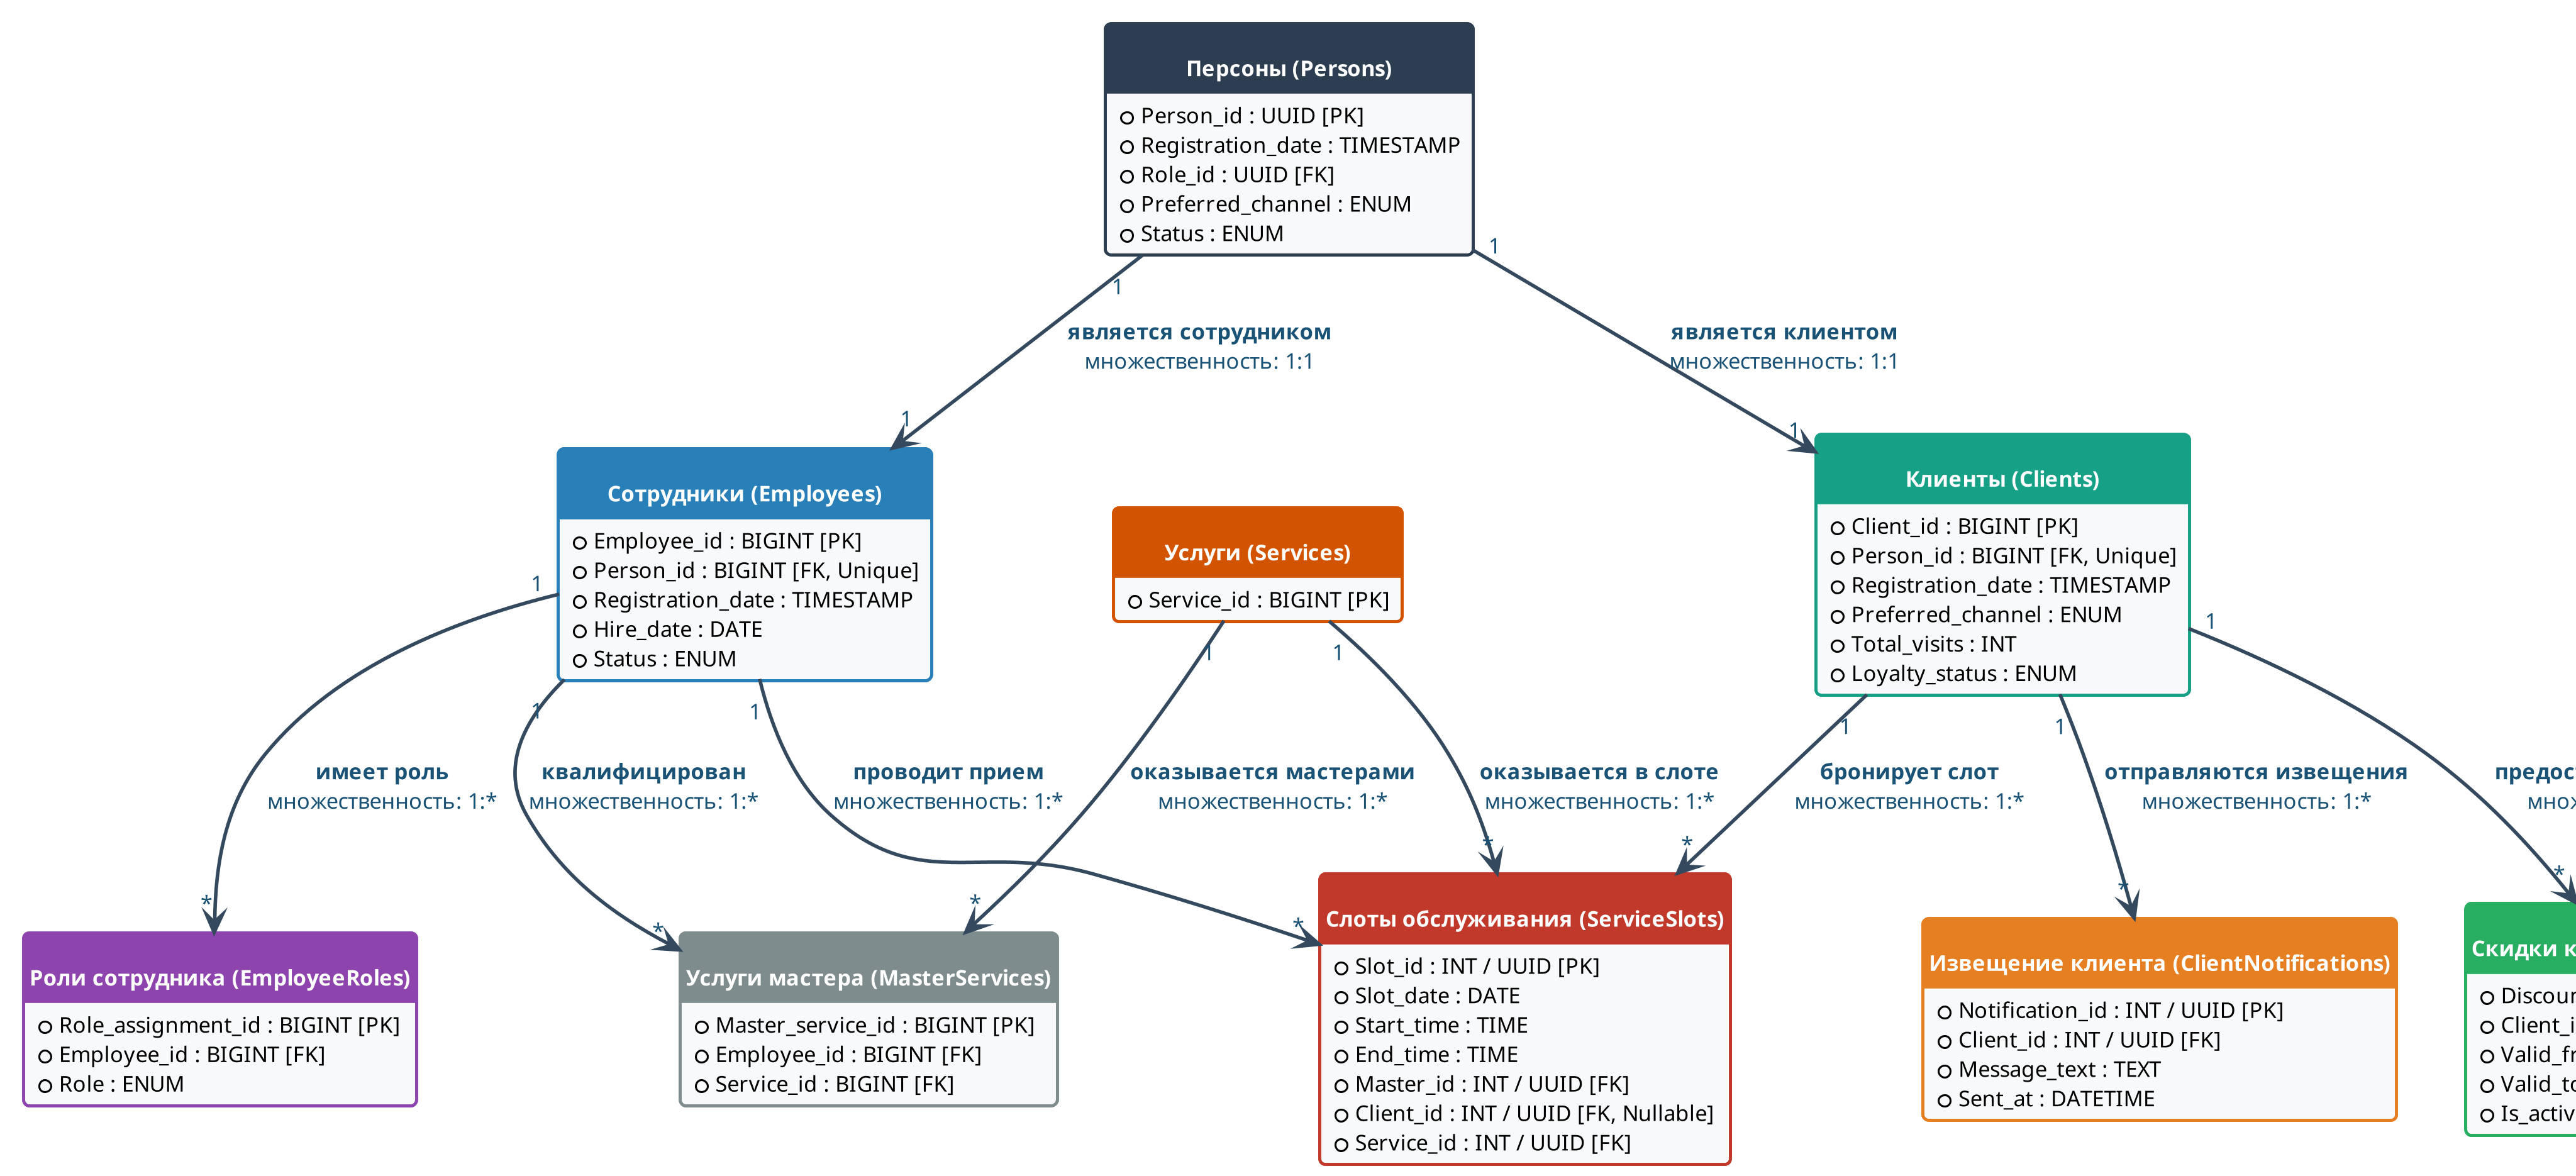 Персоны (Persons)
Person_id : UUID [PK]
Registration_date : TIMESTAMP
Role_id : UUID [FK]
Preferred_channel : ENUM
Status : ENUM
1
1
является сотрудником
множественность: 1:1
является клиентом
множественность: 1:1
1
1
Сотрудники (Employees)
Employee_id : BIGINT [PK]
Person_id : BIGINT [FK, Unique]
Registration_date : TIMESTAMP
Hire_date : DATE
Status : ENUM
Услуги (Services)
Service_id : BIGINT [PK]
Клиенты (Clients)
Client_id : BIGINT [PK]
Person_id : BIGINT [FK, Unique]
Registration_date : TIMESTAMP
Preferred_channel : ENUM
Total_visits : INT
Loyalty_status : ENUM
1
1
1
1
1
1
1
1
имеет роль
множественность: 1:*
квалифицирован
множественность: 1:*
проводит прием
множественность: 1:*
оказывается мастерами
множественность: 1:*
оказывается в слоте
множественность: 1:*
бронирует слот
множественность: 1:*
отправляются извещения
множественность: 1:*
*
*
*
*
*
*
*
*
Роли сотрудника (EmployeeRoles)
Role_assignment_id : BIGINT [PK]
Employee_id : BIGINT [FK]
Role : ENUM
Услуги мастера (MasterServices)
Master_service_id : BIGINT [PK]
Employee_id : BIGINT [FK]
Service_id : BIGINT [FK]
Слоты обслуживания (ServiceSlots)
Slot_id : INT / UUID [PK]
Slot_date : DATE
Start_time : TIME
End_time : TIME
Master_id : INT / UUID [FK]
Client_id : INT / UUID [FK, Nullable]
Service_id : INT / UUID [FK]
Извещение клиента (ClientNotifications)
Notification_id : INT / UUID [PK]
Client_id : INT / UUID [FK]
Message_text : TEXT
Sent_at : DATETIME
Скидки